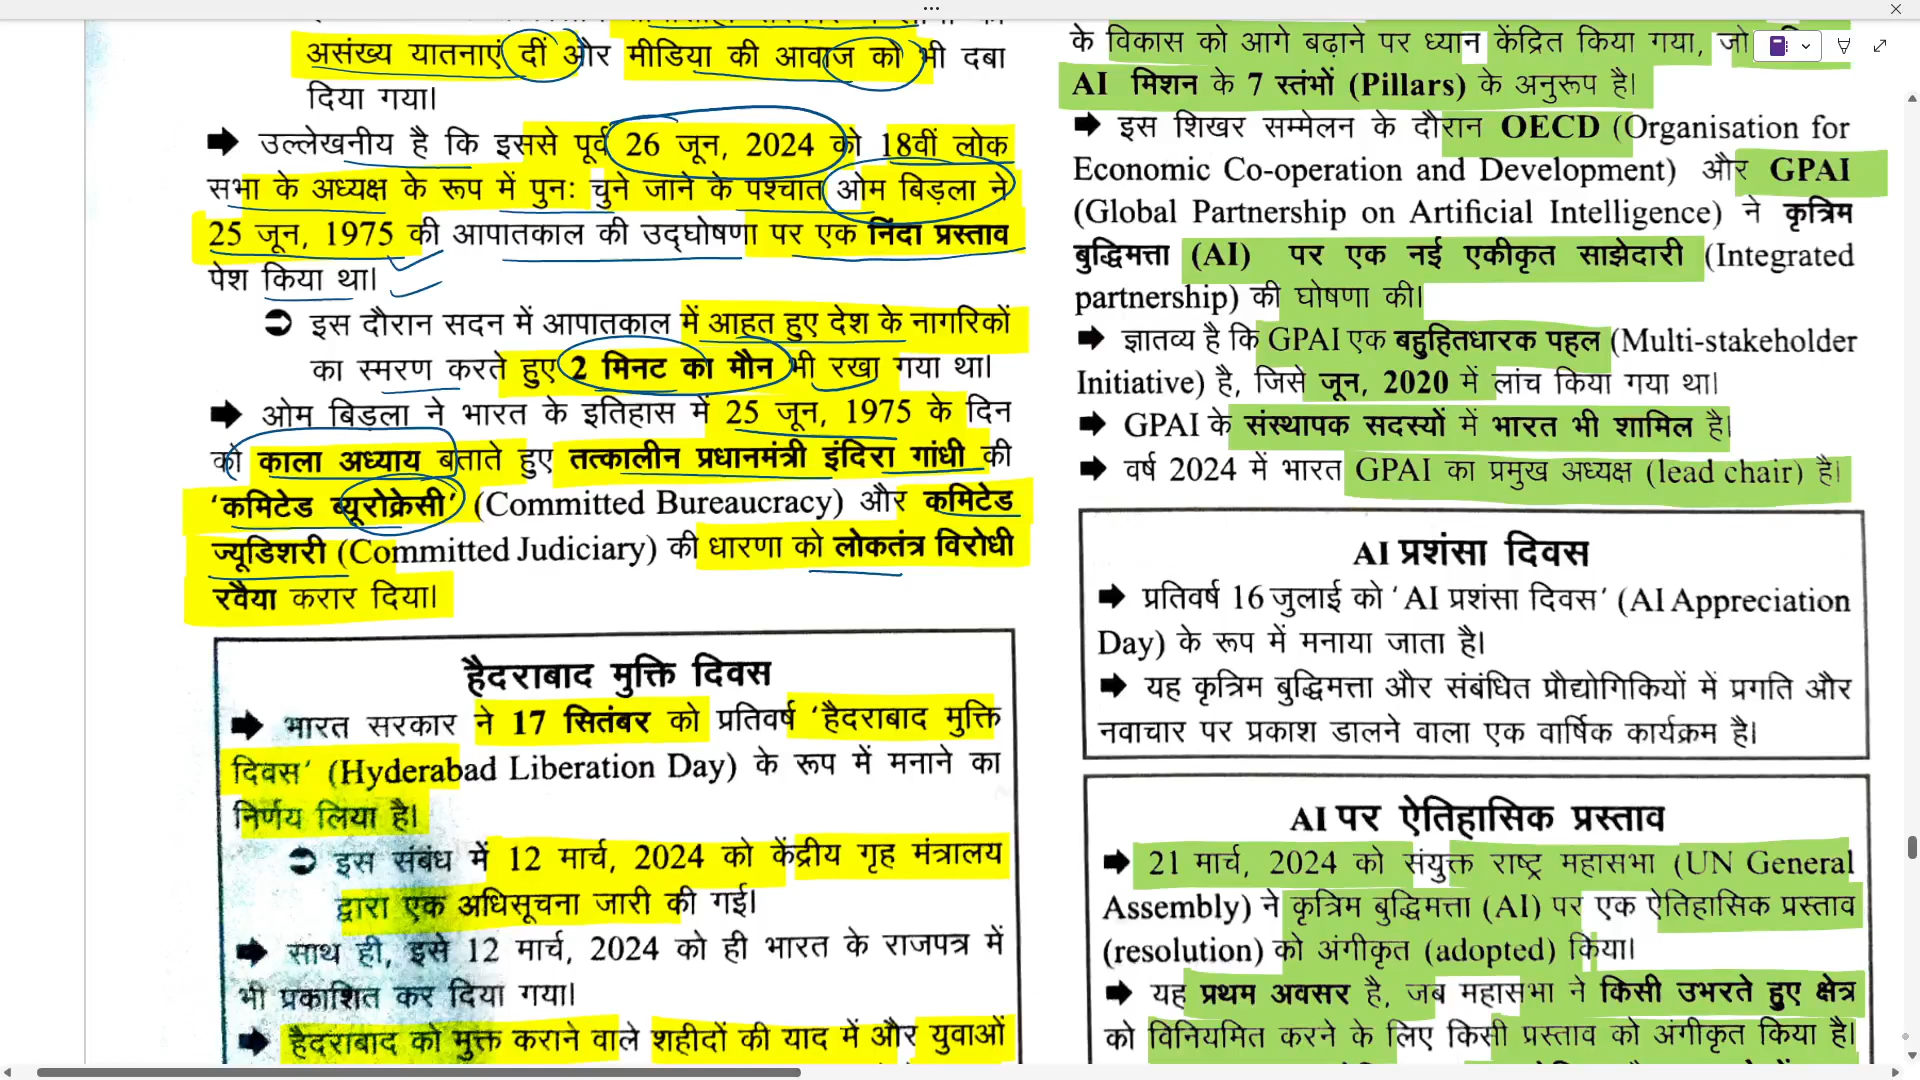 असंख्य यातनाएं दीं और मीडिया की आवाज को भी दबा
दिया गया।
➡ उल्लेखनीय है कि इससे पूर्व 26 जून, 2024 को 18वीं लोक
सभा के अध्यक्ष के रूप में पुनः चुने जाने के पश्चात ओम बिड़ला ने
25 जून, 1975 की आपातकाल की उद्घोषणा पर एक निंदा प्रस्ताव
पेश किया था।
⮊ इस दौरान सदन में आपातकाल में आहत हुए देश के नागरिकों
का स्मरण करते हुए 2 मिनट का मौन भी रखा गया था।
➡ ओम बिड़ला ने भारत के इतिहास में 25 जून, 1975 के दिन
को काला अध्याय बताते हुए तत्कालीन प्रधानमंत्री इंदिरा गांधी की
'कमिटेड ब्यूरोक्रेसी' (Committed Bureaucracy) और कमिटेड
ज्यूडिशरी (Committed Judiciary) की धारणा को लोकतंत्र विरोधी
रवैया करार दिया।
हैदराबाद मुक्ति दिवस
➡ भारत सरकार ने 17 सितंबर को प्रतिवर्ष 'हैदराबाद मुक्ति
दिवस' (Hyderabad Liberation Day) के रूप में मनाने का
निर्णय लिया है।
⮊ इस संबंध में 12 मार्च, 2024 को केंद्रीय गृह मंत्रालय
द्वारा एक अधिसूचना जारी की गई।
➡ साथ ही, इसे 12 मार्च, 2024 को ही भारत के राजपत्र में
भी प्रकाशित कर दिया गया।
➡ हैदराबाद को मुक्त कराने वाले शहीदों की याद में और युवाओं
के विकास को आगे बढ़ाने पर ध्यान केंद्रित किया गया, जो
AI मिशन के 7 स्तंभों (Pillars) के अनुरूप है।
➡ इस शिखर सम्मेलन के दौरान OECD (Organisation for
Economic Co-operation and Development) और GPAI
(Global Partnership on Artificial Intelligence) ने कृत्रिम
बुद्धिमत्ता (AI) पर एक नई एकीकृत साझेदारी (Integrated
partnership) की घोषणा की।
➡ ज्ञातव्य है कि GPAI एक बहुहितधारक पहल (Multi-stakeholder
Initiative) है, जिसे जून, 2020 में लांच किया गया था।
➡ GPAI के संस्थापक सदस्यों में भारत भी शामिल है।
➡ वर्ष 2024 में भारत GPAI का प्रमुख अध्यक्ष (lead chair) है।
AI प्रशंसा दिवस
➡ प्रतिवर्ष 16 जुलाई को 'AI प्रशंसा दिवस' (AI Appreciation
Day) के रूप में मनाया जाता है।
➡ यह कृत्रिम बुद्धिमत्ता और संबंधित प्रौद्योगिकियों में प्रगति और
नवाचार पर प्रकाश डालने वाला एक वार्षिक कार्यक्रम है।
AI पर ऐतिहासिक प्रस्ताव
➡ 21 मार्च, 2024 को संयुक्त राष्ट्र महासभा (UN General
Assembly) ने कृत्रिम बुद्धिमत्ता (AI) पर एक ऐतिहासिक प्रस्ताव
(resolution) को अंगीकृत (adopted) किया।
➡ यह प्रथम अवसर है, जब महासभा ने किसी उभरते हुए क्षेत्र
को विनियमित करने के लिए किसी प्रस्ताव को अंगीकृत किया है।